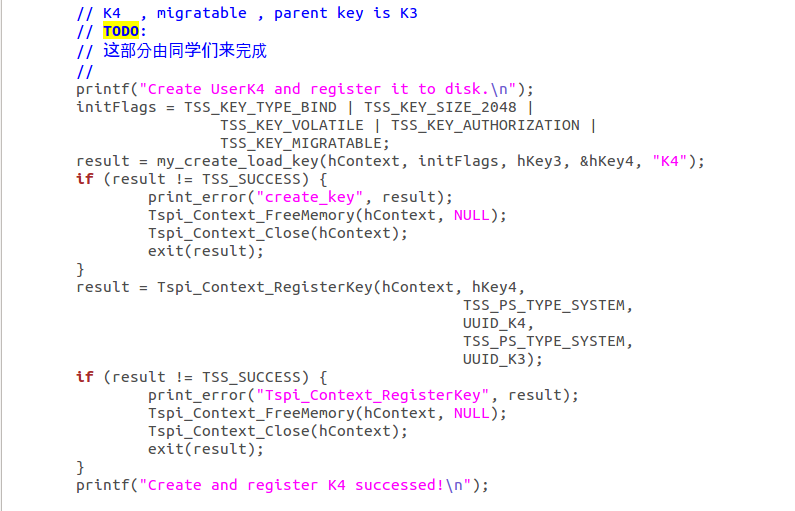 // K4  , migratable , parent key is K3
// TODO:
// 这部分由同学们来完成
//
printf("Create UserK4 and register it to disk.\n");
initFlags = TSS_KEY_TYPE_BIND | TSS_KEY_SIZE_2048 |
                TSS_KEY_VOLATILE | TSS_KEY_AUTHORIZATION |
                TSS_KEY_MIGRATABLE;
result = my_create_load_key(hContext, initFlags, hKey3, &hKey4, "K4");
if (result != TSS_SUCCESS) {
        print_error("create_key", result);
        Tspi_Context_FreeMemory(hContext, NULL);
        Tspi_Context_Close(hContext);
        exit(result);
}
result = Tspi_Context_RegisterKey(hContext, hKey4,
                                           TSS_PS_TYPE_SYSTEM,
                                           UUID_K4,
                                           TSS_PS_TYPE_SYSTEM,
                                           UUID_K3);
if (result != TSS_SUCCESS) {
        print_error("Tspi_Context_RegisterKey", result);
        Tspi_Context_FreeMemory(hContext, NULL);
        Tspi_Context_Close(hContext);
        exit(result);
}
printf("Create and register K4 successed!\n");